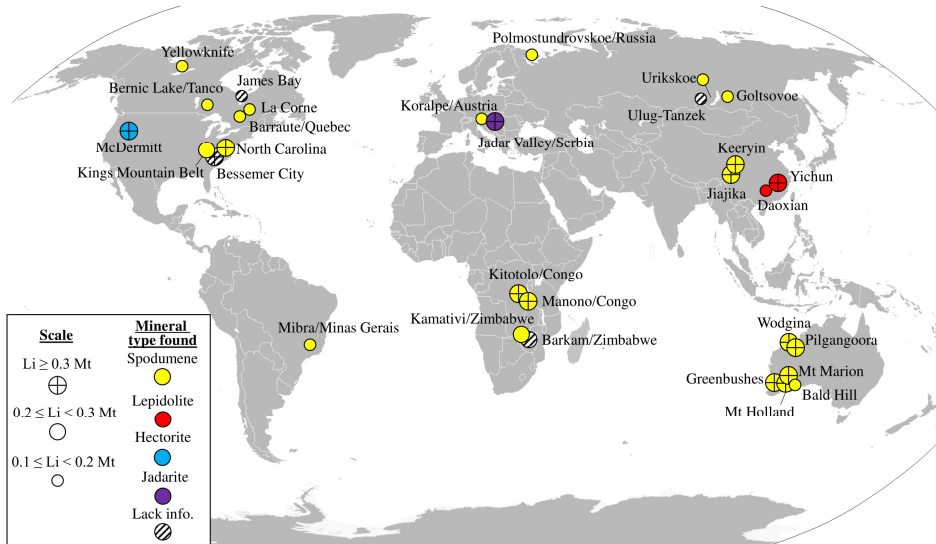 Polmostundrovskoe/Russia
Yellowknife
Urikskoe
James Bay
Bernic Lake/Tanco
Goltsovoe
La Corne
Koralpe/Austria
Ulug-Tanzek
Barraute/Quebec
McDermitt
Jadar Valley/Serbia
North Carolina
Keeryin
Kings Mountain Belt
Bessemer City
Yichun
Jiajika
Daoxian
Kitotolo/Congo
Manono/Congo
Kamativi/Zimbabwe
Mibra/Minas Gerais
Barkam/Zimbabwe
Wodgina
Pilgangoora
Mt Marion
Greenbushes
Bald Hill
Mt Holland
Scale
Li ≥ 0.3 Mt
0.2 ≤ Li < 0.3 Mt
0.1 ≤ Li < 0.2 Mt
Mineral
type found
Spodumene
Lepidolite
Hectorite
Jadarite
Lack info.